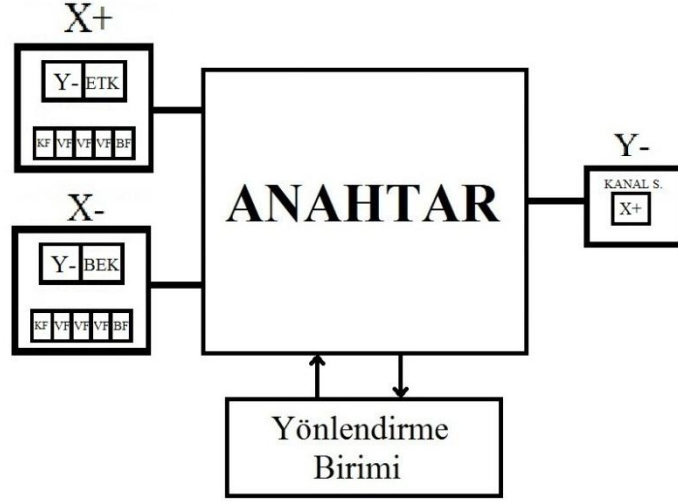 X+
Y- ETK
KF VF VF VF BF
X-
Y- BEK
KF VF VF VF BF
ANAHTAR
Y-
KANAL S.
X+
Yönlendirme
Birimi